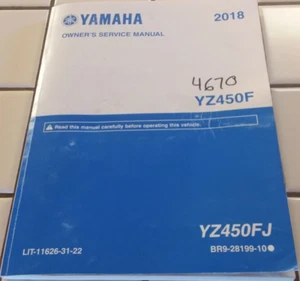 YAMAHA 2018
OWNER'S SERVICE MANUAL
4670
YZ450F
Read this manual carefully before operating this vehicle.
YZ450FJ
LIT-11626-31-22 BR9-28199-10